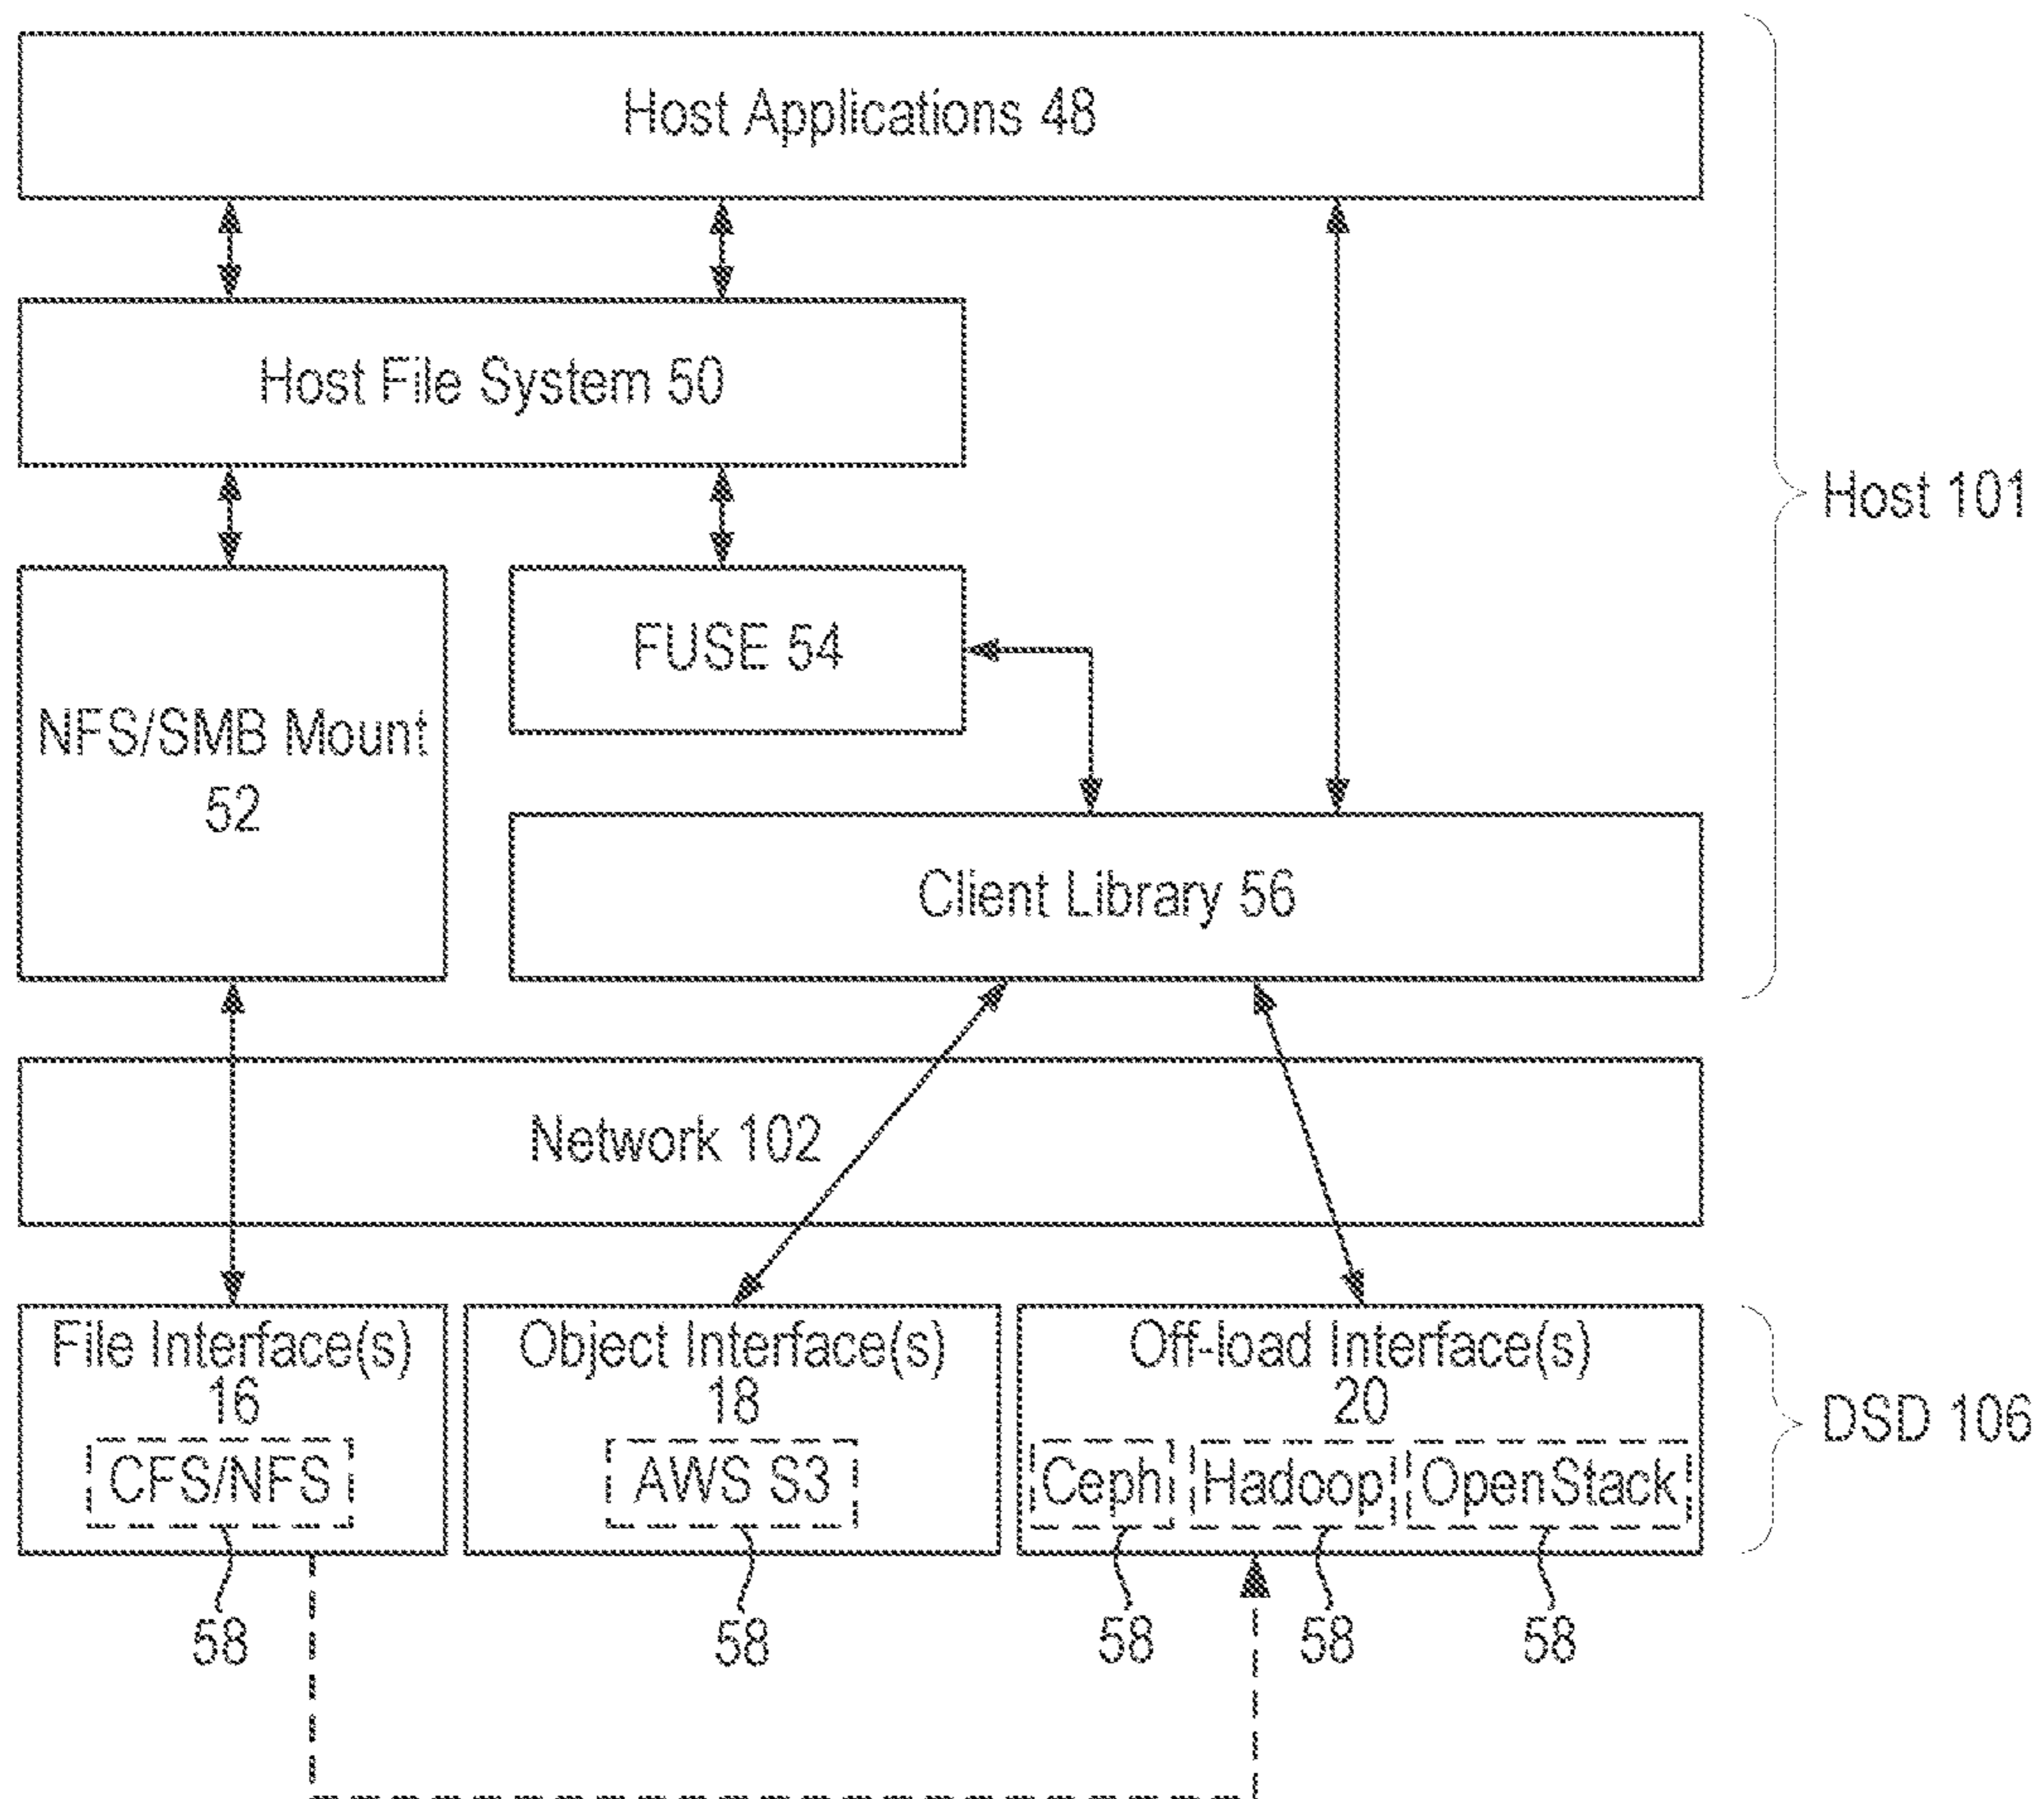 Host Applications 48
Host File System 50
Host 101
FUSE 54
NFS/SMB Mount
52
Client Library 56
Network 102
File Interface(s)
16
CFS/NFS
Object Interface(s)
18
AWS S3
Off-load Interface(s)
20
Ceph
Hadoop
OpenStack
DSD 106
58
58
58
58
58